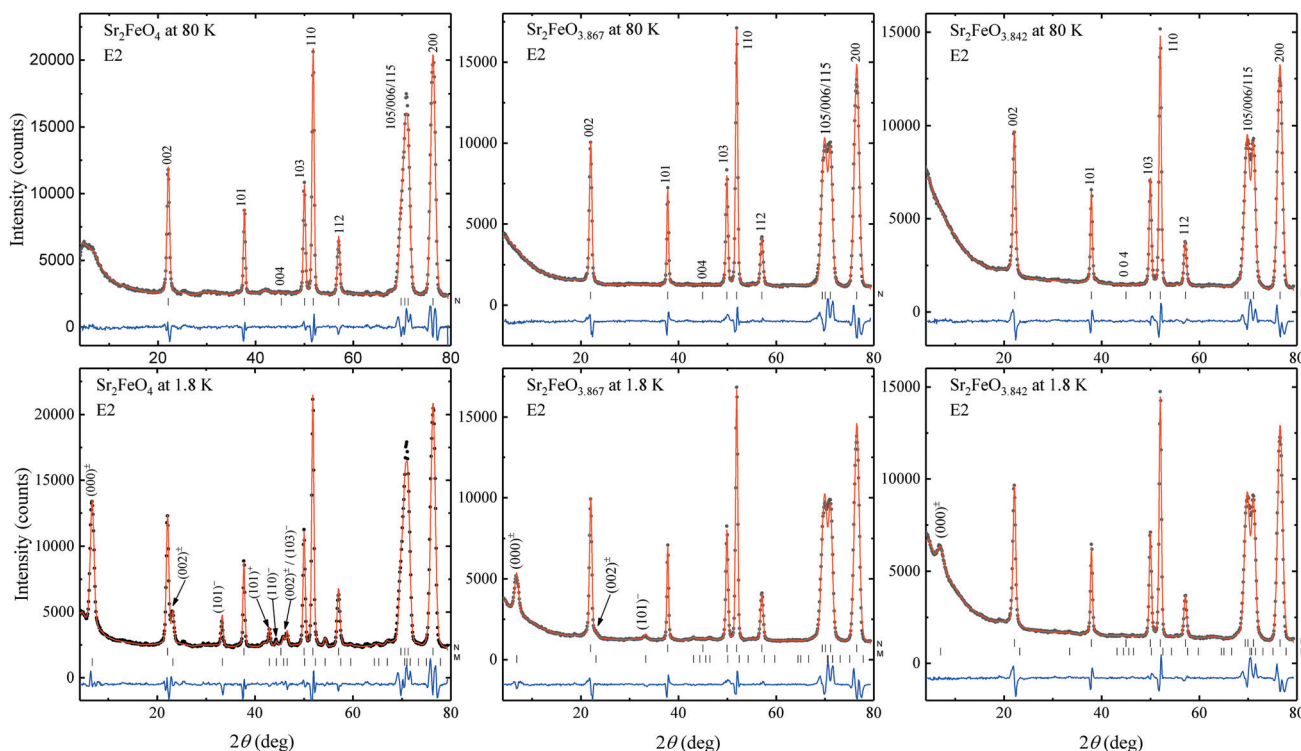 Sr₂FeO₄ at 80 K
E2
Intensity (counts)
20000
15000
10000
5000
0
002
101
004
103
110
112
105/006/115
200
N
20
40
60
80
Sr₂FeO₃.₈₆₇ at 80 K
E2
15000
10000
5000
0
002
101
004
103
110
112
105/006/115
200
N
20
40
60
80
Sr₂FeO₃.₈₄₂ at 80 K
E2
15000
10000
5000
0
002
101
0 0 4
103
110
112
105/006/115
200
N
20
40
60
80
Sr₂FeO₄ at 1.8 K
E2
Intensity (counts)
20000
15000
10000
5000
0
(000)±
(002)±
(101)⁻
(101)⁺
(110)⁻
(002)± / (103)⁻
N
M
20
40
60
80
2θ (deg)
Sr₂FeO₃.₈₆₇ at 1.8 K
E2
15000
10000
5000
0
(000)±
(002)±
(101)⁻
N
M
20
40
60
80
2θ (deg)
Sr₂FeO₃.₈₄₂ at 1.8 K
E2
15000
10000
5000
0
(000)±
N
M
20
40
60
80
2θ (deg)